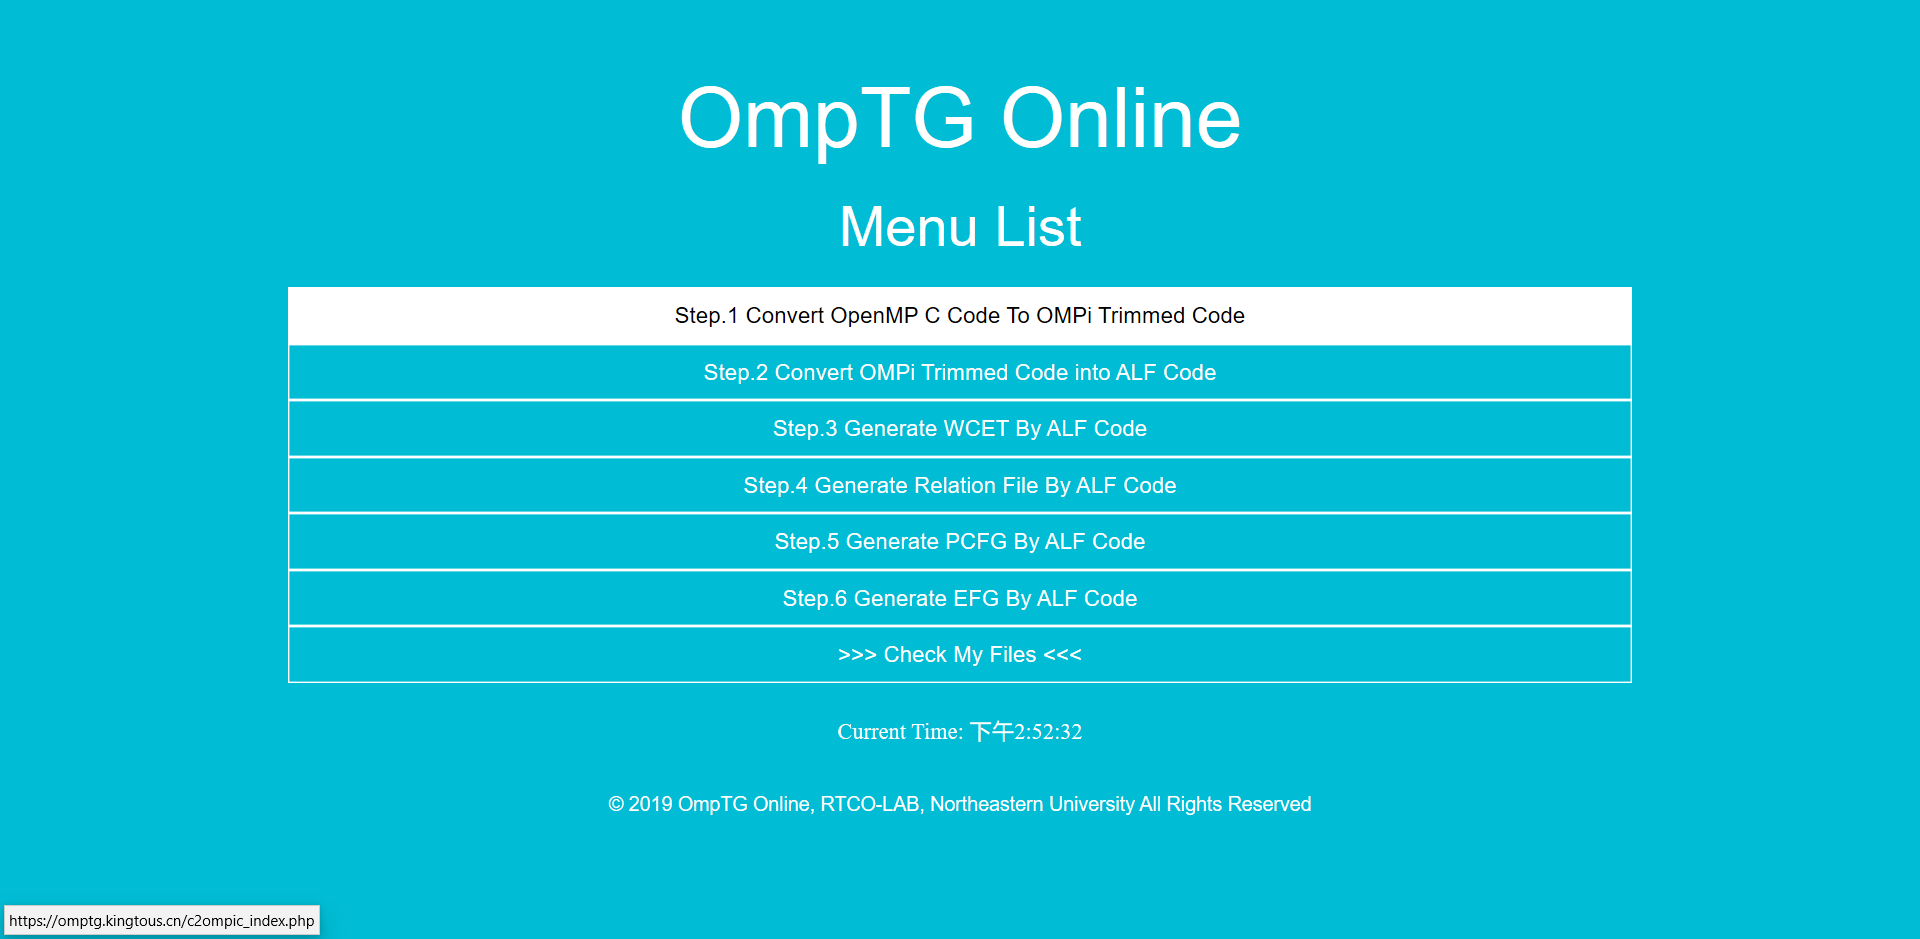 OmpTG Online
Menu List
Step.1 Convert OpenMP C Code To OMPi Trimmed Code
Step.2 Convert OMPi Trimmed Code into ALF Code
Step.3 Generate WCET By ALF Code
Step.4 Generate Relation File By ALF Code
Step.5 Generate PCFG By ALF Code
Step.6 Generate EFG By ALF Code
>>> Check My Files <<<
Current Time: 下午2:52:32
© 2019 OmpTG Online, RTCO-LAB, Northeastern University All Rights Reserved
https://omptg.kingtous.cn/c2ompic_index.php